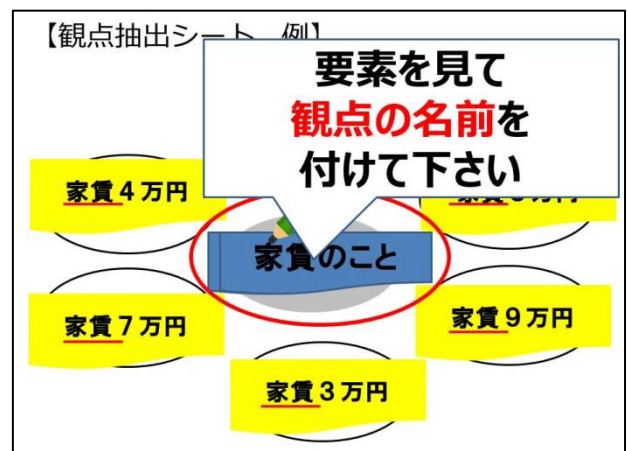 【観点抽出シート 例】
要素を見て
観点の名前を
付けて下さい
家賃4万円
家賃のこと
家賃7万円
家賃9万円
家賃3万円